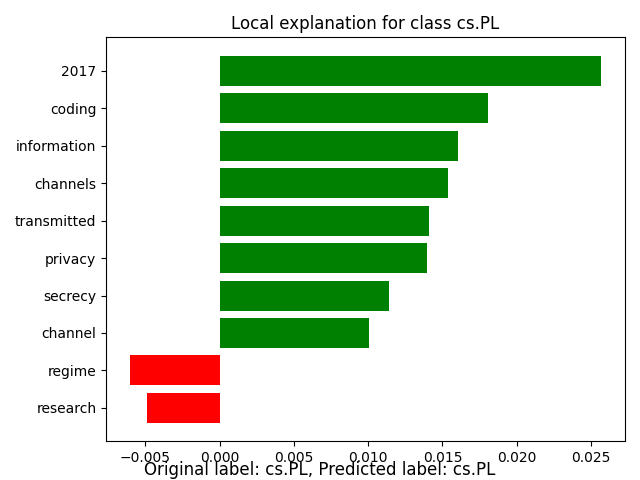 Local explanation for class cs.PL
2017
coding
information
channels
transmitted
privacy
secrecy
channel
regime
research
−0.005 0.000 0.005 0.010 0.015 0.020 0.025
Original label: cs.PL, Predicted label: cs.PL